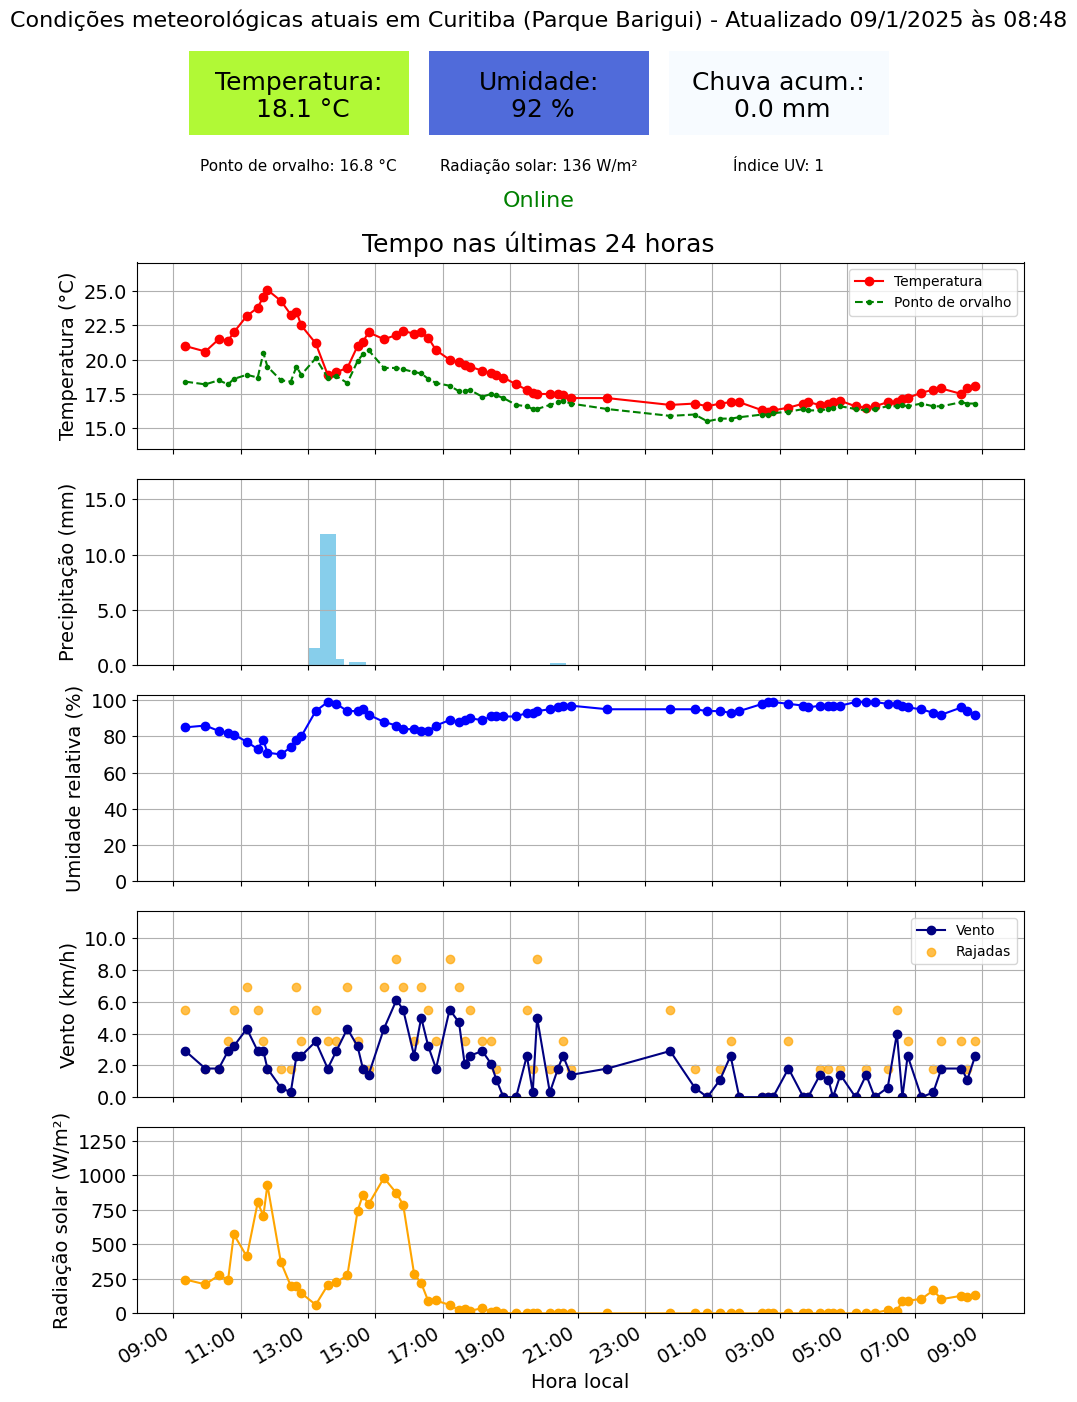 Condições meteorológicas atuais em Curitiba (Parque Barigui) - Atualizado 09/1/2025 às 08:48
Temperatura:
18.1 °C
Umidade:
92 %
Chuva acum.:
0.0 mm
Ponto de orvalho: 16.8 °C
Radiação solar: 136 W/m²
Índice UV: 1
Online
Tempo nas últimas 24 horas
Temperatura (°C)
25.0
22.5
20.0
17.5
15.0
Temperatura
Ponto de orvalho
Precipitação (mm)
15.0
10.0
5.0
0.0
Umidade relativa (%)
100
80
60
40
20
0
Vento (km/h)
10.0
8.0
6.0
4.0
2.0
0.0
Vento
Rajadas
Radiação solar (W/m²)
1250
1000
750
500
250
0
09:00
11:00
13:00
15:00
17:00
19:00
21:00
23:00
01:00
03:00
05:00
07:00
09:00
Hora local